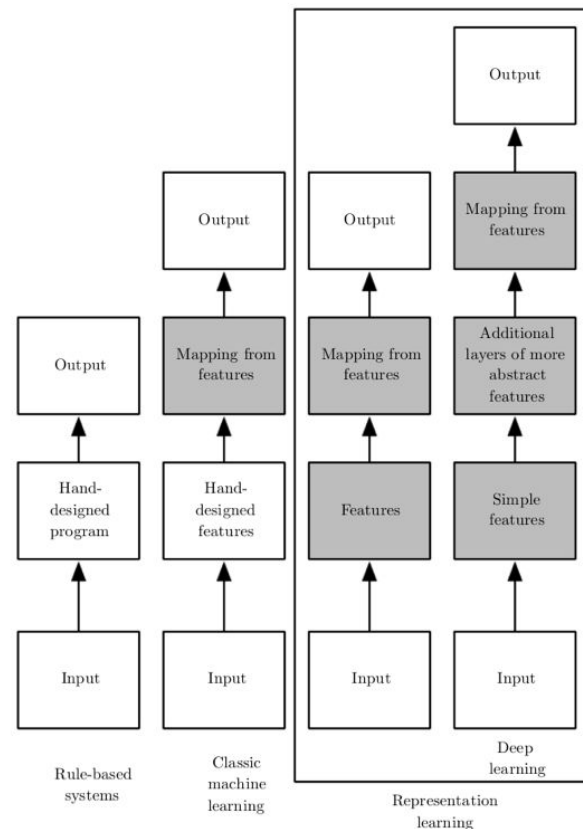 Output
Hand-
designed
program
Input
Rule-based
systems
Output
Mapping from
features
Hand-
designed
features
Input
Classic
machine
learning
Output
Mapping from
features
Features
Input
Output
Mapping from
features
Additional
layers of more
abstract
features
Simple
features
Input
Deep
learning
Representation
learning